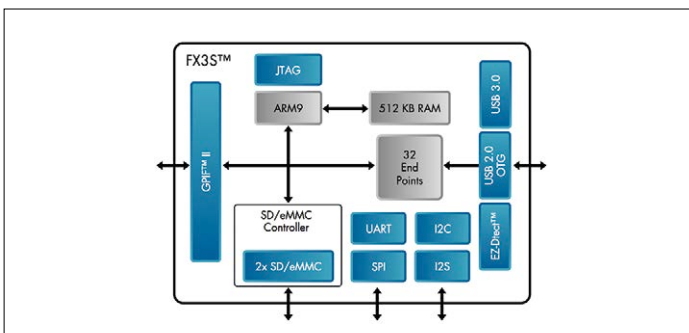 FX3S™
JTAG
ARM9
512 KB RAM
USB 3.0
GPIF™ II
32
End
Points
USB 2.0
OTG
SD/eMMC
Controller
2x SD/eMMC
UART
I2C
SPI
I2S
EZ-Dtect™